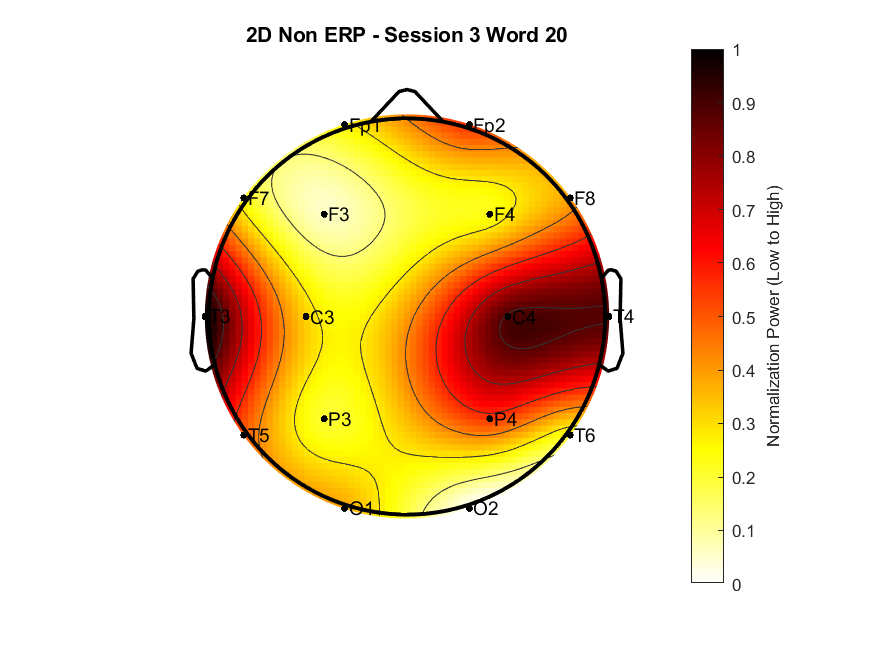 2D Non ERP - Session 3 Word 20
Fp1 Fp2
F7 F3 F4 F8
T3 C3 C4 T4
P3 P4
T5 T6
O1 O2
1
0.9
0.8
0.7
0.6
0.5
0.4
0.3
0.2
0.1
0
Normalization Power (Low to High)